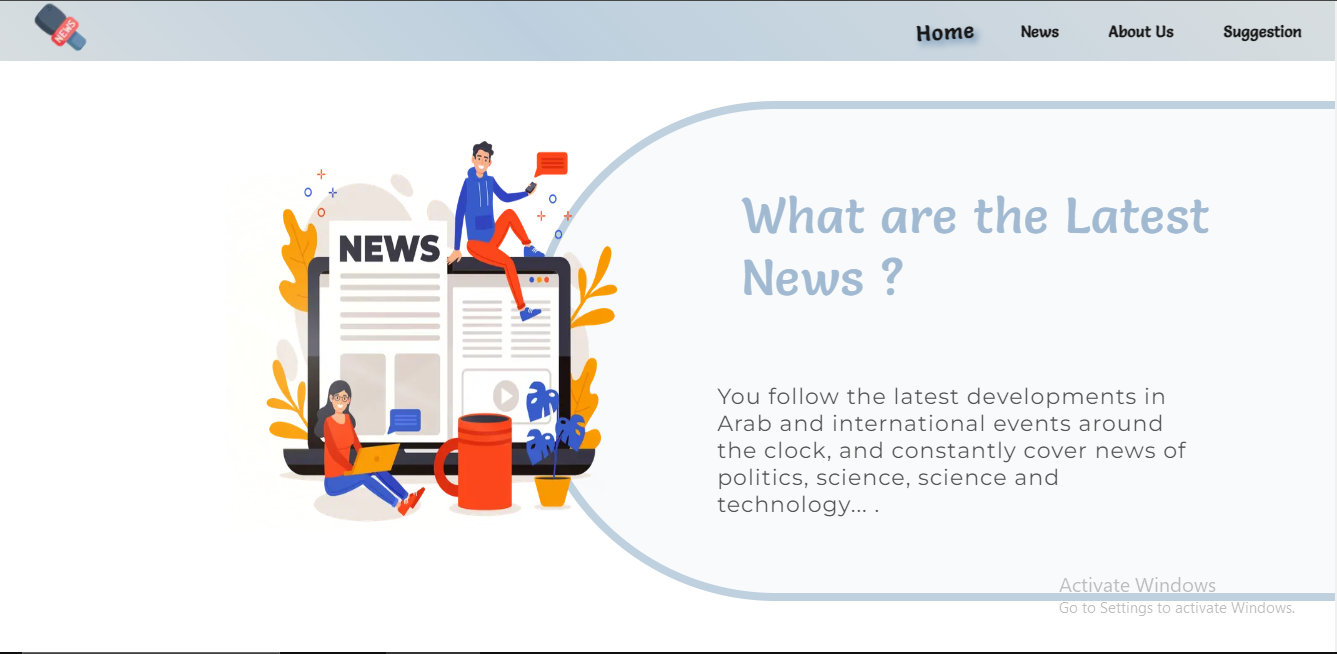 NEWS
Home
News
About Us
Suggestion
What are the Latest
News ?
NEWS
You follow the latest developments in
Arab and international events around
the clock, and constantly cover news of
politics, science, science and
technology... .
Activate Windows
Go to Settings to activate Windows.